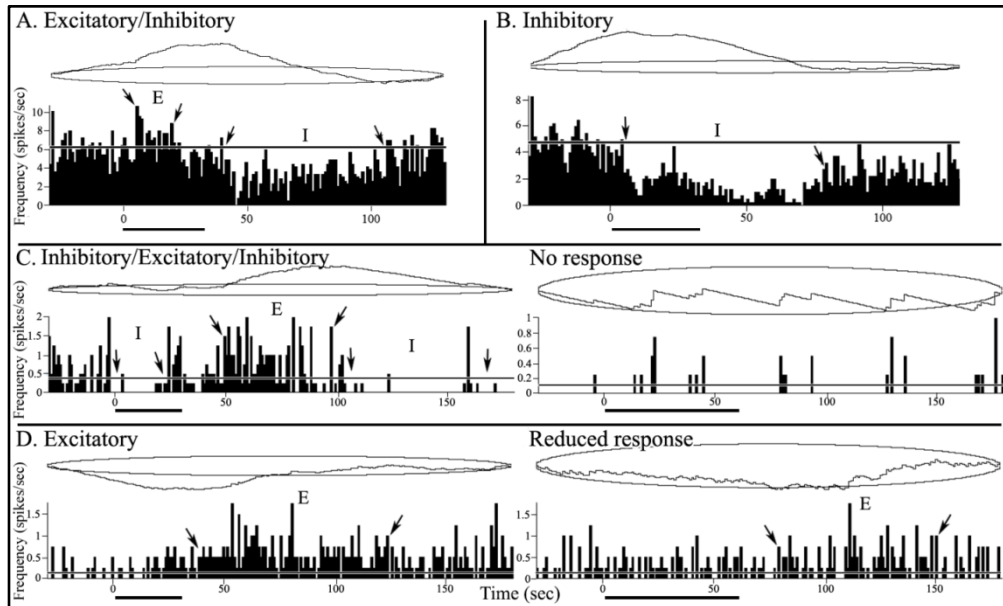 A. Excitatory/Inhibitory
B. Inhibitory
E
I
I
Frequency (spikes/sec)
10
8
6
4
2
0
8
6
4
2
0
0 50 100
0 50 100
C. Inhibitory/Excitatory/Inhibitory
No response
E
I
I
Frequency (spikes/sec)
2
1.5
1
0.5
0
1
0.8
0.6
0.4
0.2
0
0 50 100 150
0 50 100 150
D. Excitatory
Reduced response
E
E
Frequency (spikes/sec)
1.5
1
0.5
0
1.5
1
0.5
0
0 50 100 150
0 50 100 150
Time (sec)